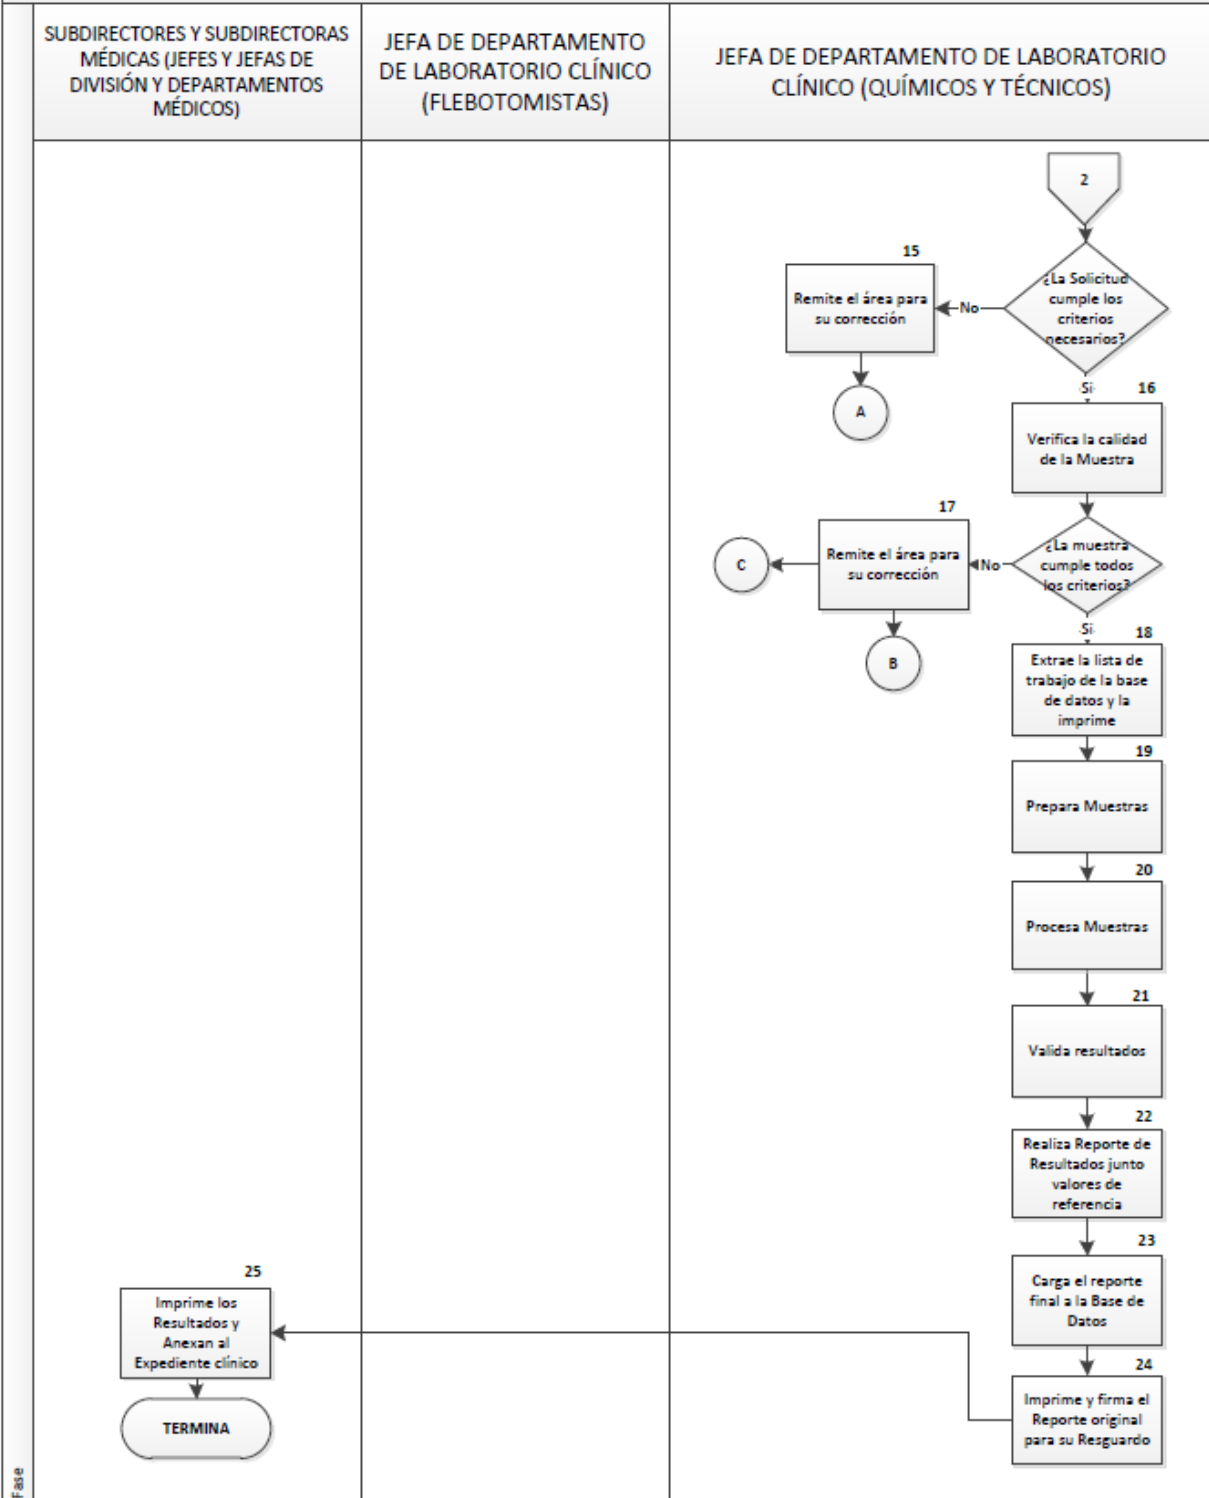 SUBDIRECTORES Y SUBDIRECTORAS
MÉDICAS (JEFES Y JEFAS DE
DIVISIÓN Y DEPARTAMENTOS
MÉDICOS)
JEFA DE DEPARTAMENTO
DE LABORATORIO CLÍNICO
(FLEBOTOMISTAS)
JEFA DE DEPARTAMENTO DE LABORATORIO
CLÍNICO (QUÍMICOS Y TÉCNICOS)
2
¿La Solicitud
cumple los
criterios
necesarios?
No
15
Remite el área para
su corrección
A
Si
16
Verifica la calidad
de la Muestra
¿La muestra
cumple todos
los criterios?
No
17
Remite el área para
su corrección
C
B
Si
18
Extrae la lista de
trabajo de la base
de datos y la
imprime
19
Prepara Muestras
20
Procesa Muestras
21
Valida resultados
22
Realiza Reporte de
Resultados junto
valores de
referencia
23
Carga el reporte
final a la Base de
Datos
24
Imprime y firma el
Reporte original
para su Resguardo
25
Imprime los
Resultados y
Anexan al
Expediente clínico
TERMINA
Fase